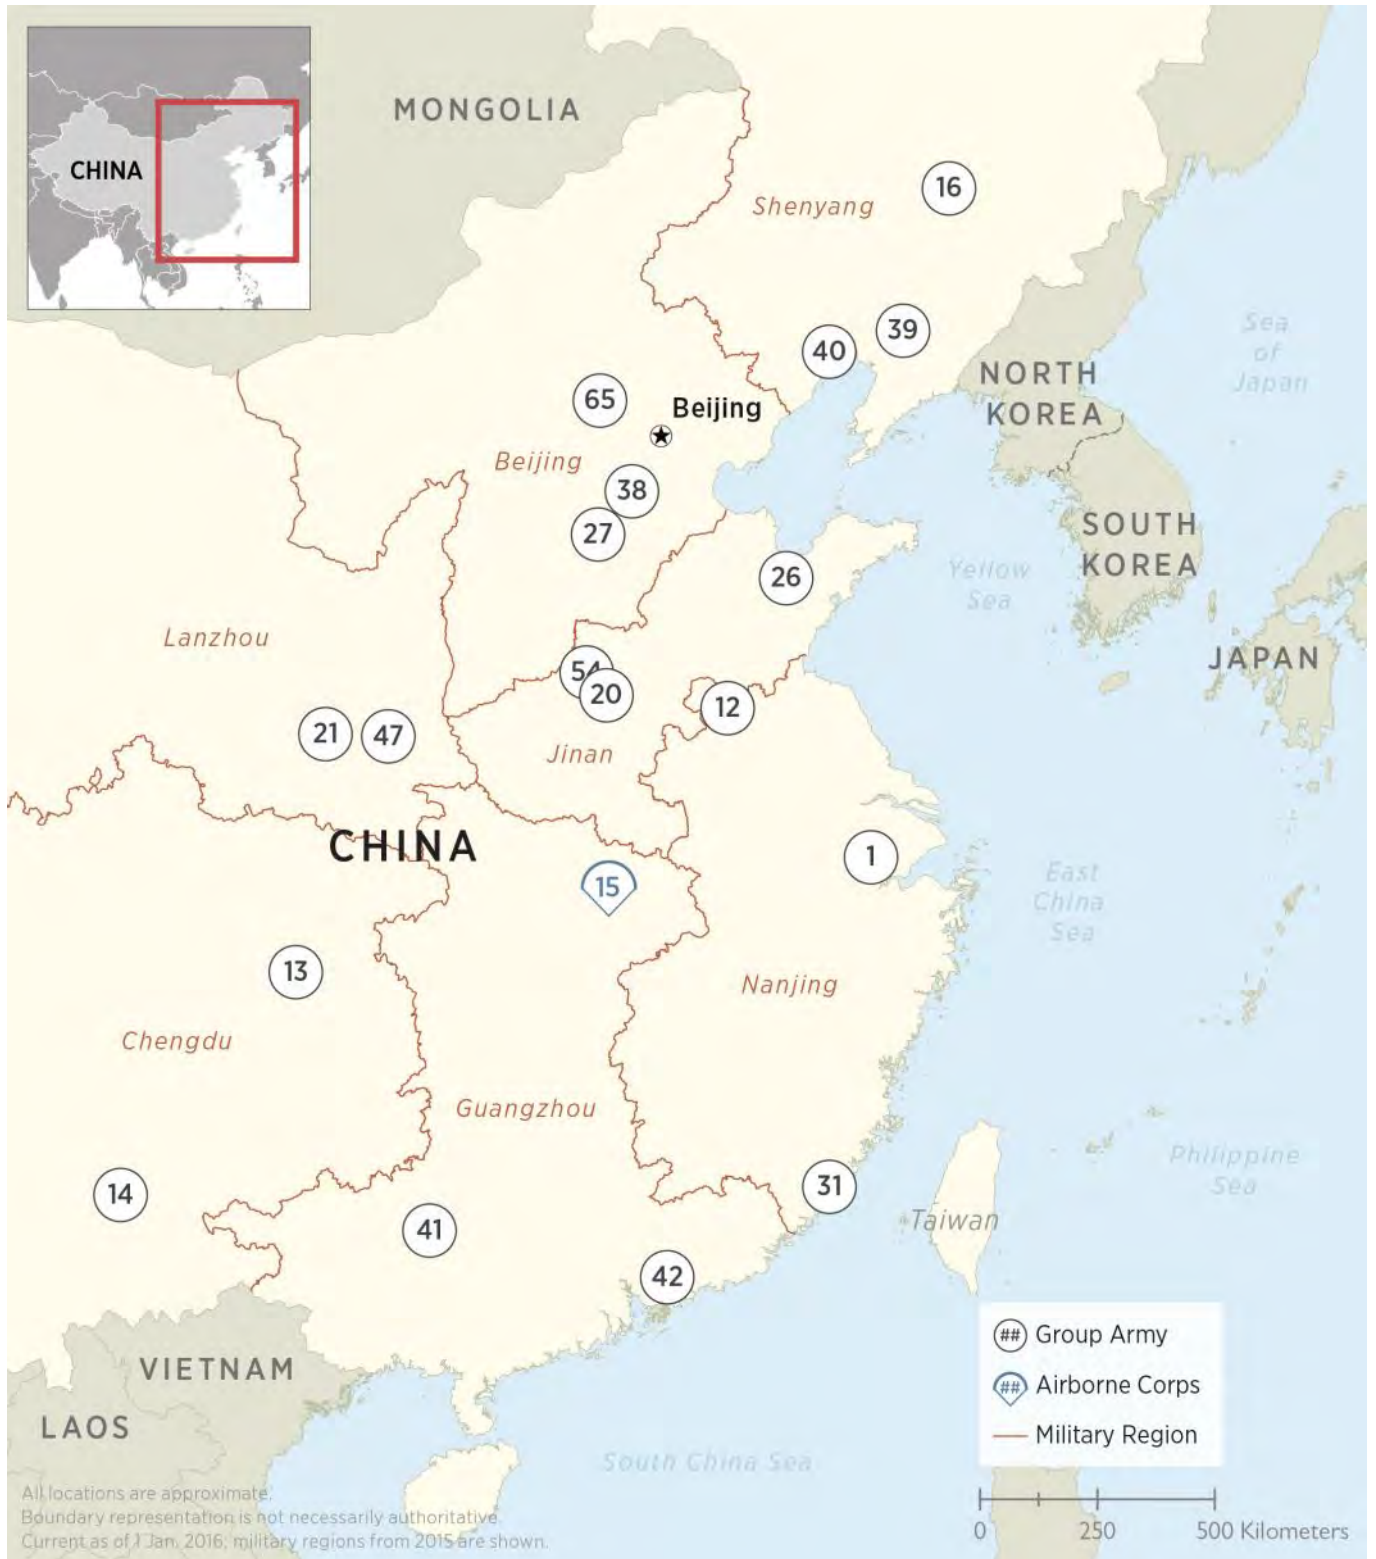 MONGOLIA
CHINA
16
Shenyang
39
40
Sea
of
Japan
NORTH
KOREA
65
Beijing
Beijing
38
27
SOUTH
KOREA
26
Yellow
Sea
Lanzhou
JAPAN
54
20
12
21
47
Jinan
CHINA
1
15
East
China
Sea
13
Nanjing
Chengdu
Guangzhou
Philippine
Sea
14
31
41
Taiwan
42
## Group Army
## Airborne Corps
Military Region
VIETNAM
LAOS
South China Sea
All locations are approximate.
Boundary representation is not necessarily authoritative.
Current as of 1 Jan. 2016; military regions from 2015 are shown.
0 250 500 Kilometers